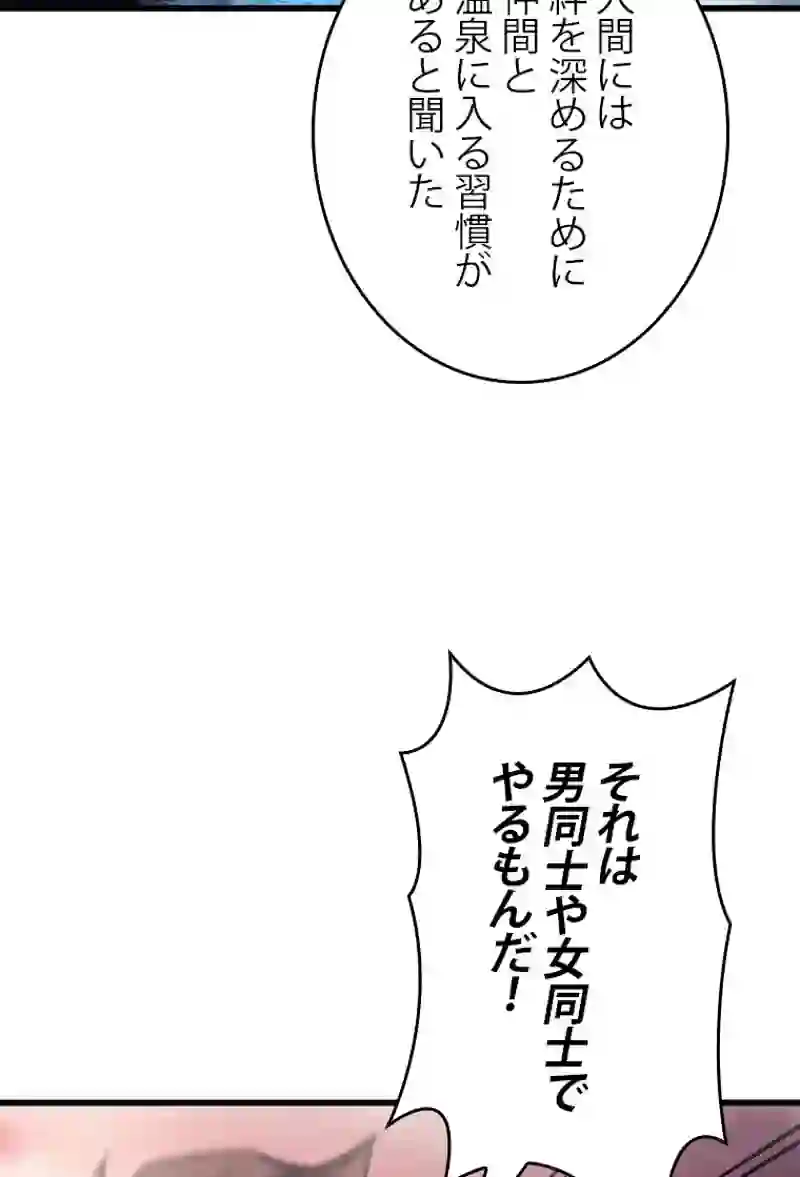 人間には
絆を深めるために
仲間と
温泉に入る習慣が
あると聞いた
それは
男同士や女同士で
やるもんだ！